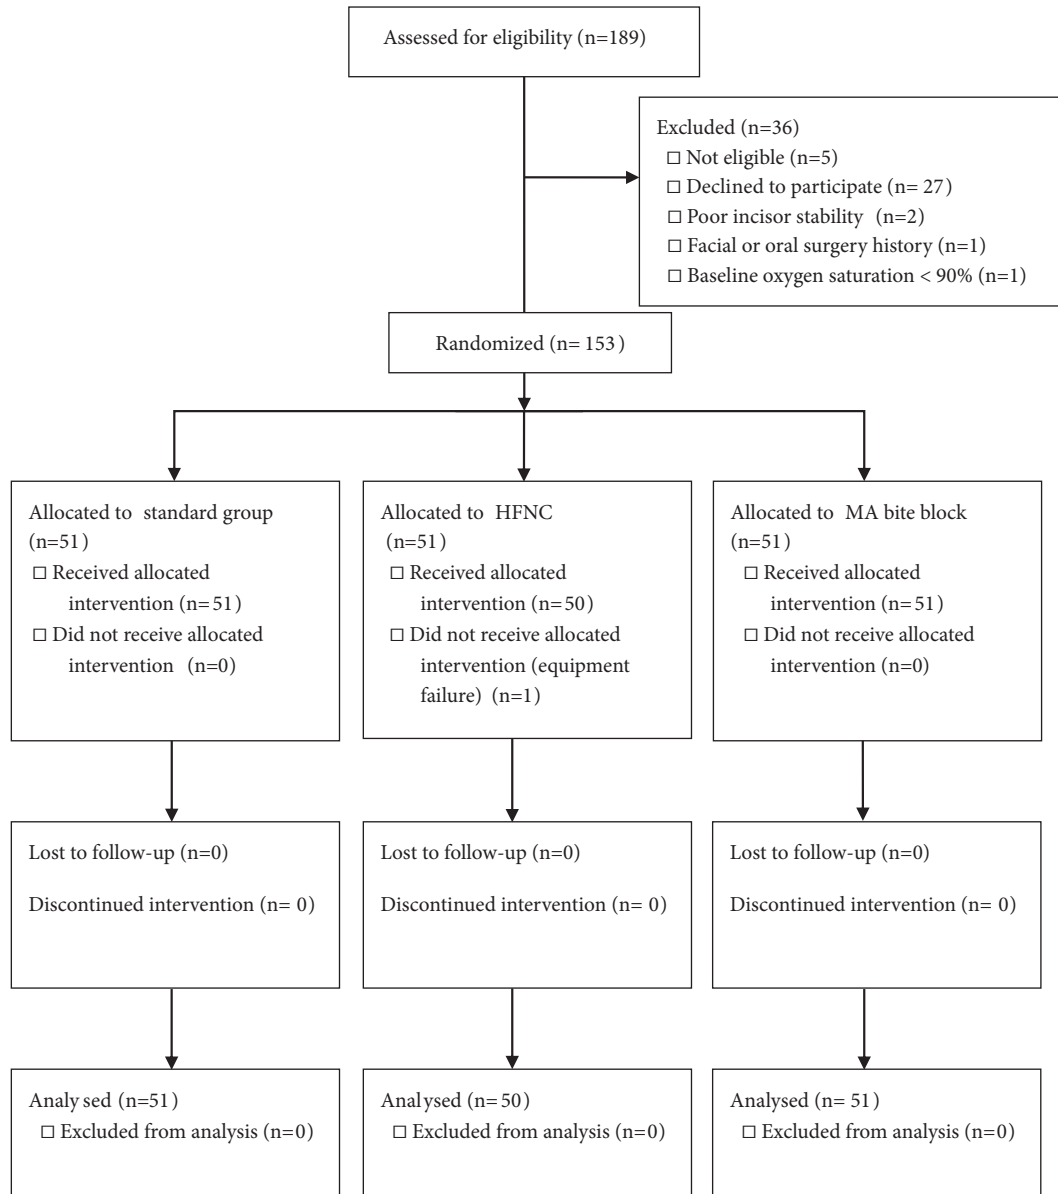 Assessed for eligibility (n=189)
Excluded (n=36)
□ Not eligible (n=5)
□ Declined to participate (n= 27)
□ Poor incisor stability (n=2)
□ Facial or oral surgery history (n=1)
□ Baseline oxygen saturation < 90% (n=1)
Randomized (n= 153)
Allocated to standard group
(n=51)
□ Received allocated
intervention (n=51)
□ Did not receive allocated
intervention (n=0)
Allocated to HFNC
(n=51)
□ Received allocated
intervention (n=50)
□ Did not receive allocated
intervention (equipment
failure) (n=1)
Allocated to MA bite block
(n=51)
□ Received allocated
intervention (n=51)
□ Did not receive allocated
intervention (n=0)
Lost to follow-up (n=0)
Discontinued intervention (n= 0)
Lost to follow-up (n=0)
Discontinued intervention (n= 0)
Lost to follow-up (n=0)
Discontinued intervention (n= 0)
Analysed (n=51)
□ Excluded from analysis (n=0)
Analysed (n= 50)
□ Excluded from analysis (n=0)
Analysed (n= 51)
□ Excluded from analysis (n=0)